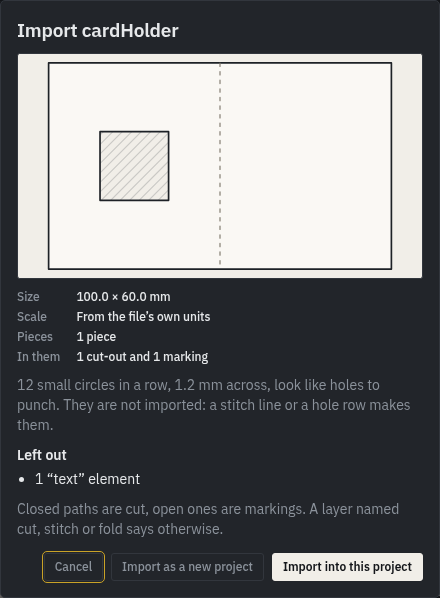 Import cardHolder
Size 100.0 × 60.0 mm
Scale From the file’s own units
Pieces 1 piece
In them 1 cut-out and 1 marking
12 small circles in a row, 1.2 mm across, look like holes to
punch. They are not imported: a stitch line or a hole row makes
them.
Left out
• 1 “text” element
Closed paths are cut, open ones are markings. A layer named
cut, stitch or fold says otherwise.
Cancel Import as a new project Import into this project